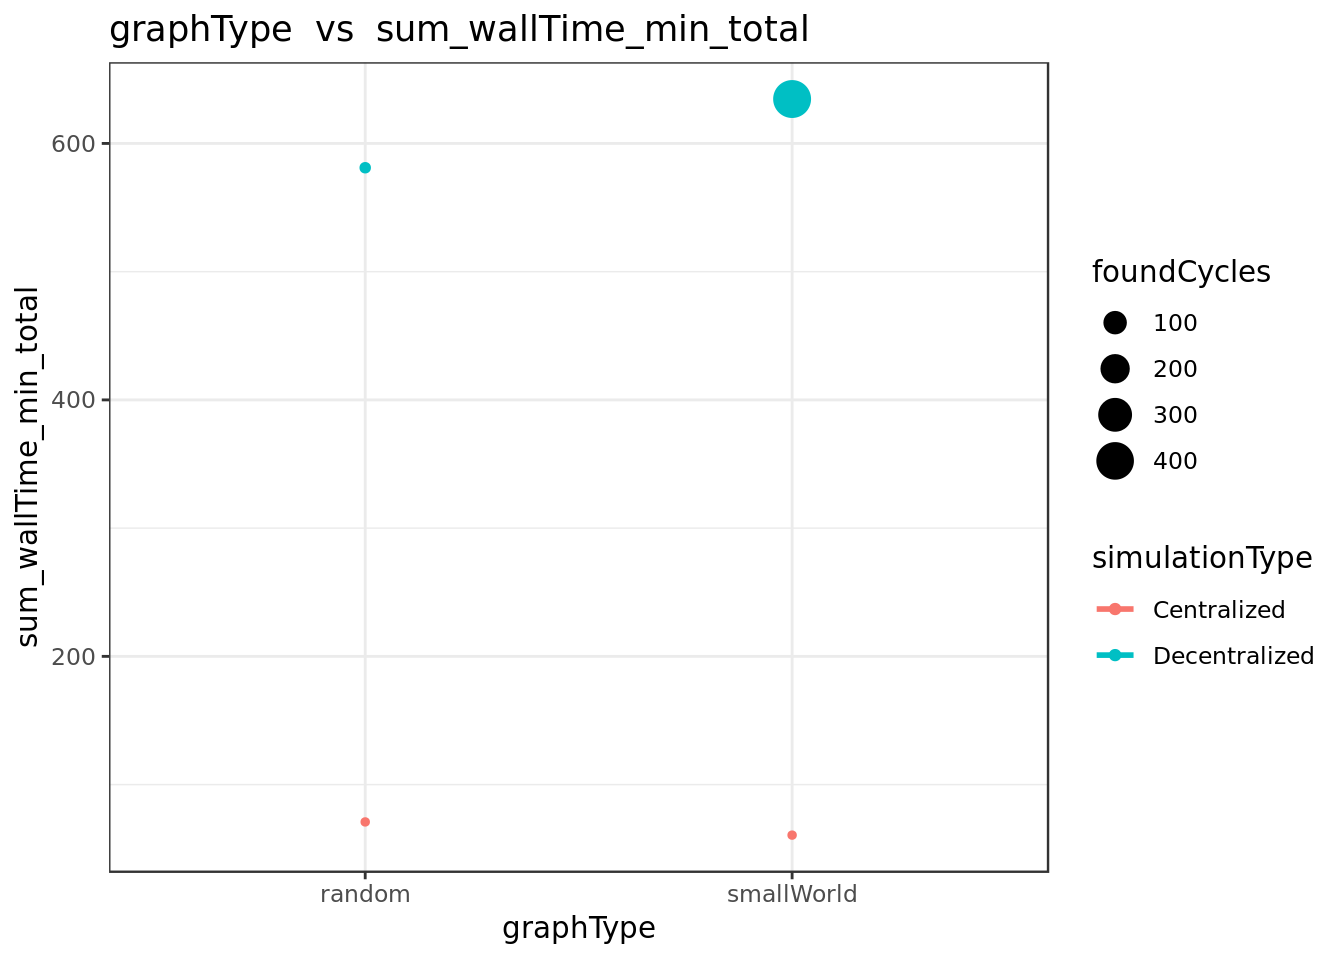 graphType  vs  sum_wallTime_min_total
600
400
200
sum_wallTime_min_total
random
smallWorld
graphType
foundCycles
100
200
300
400
simulationType
Centralized
Decentralized